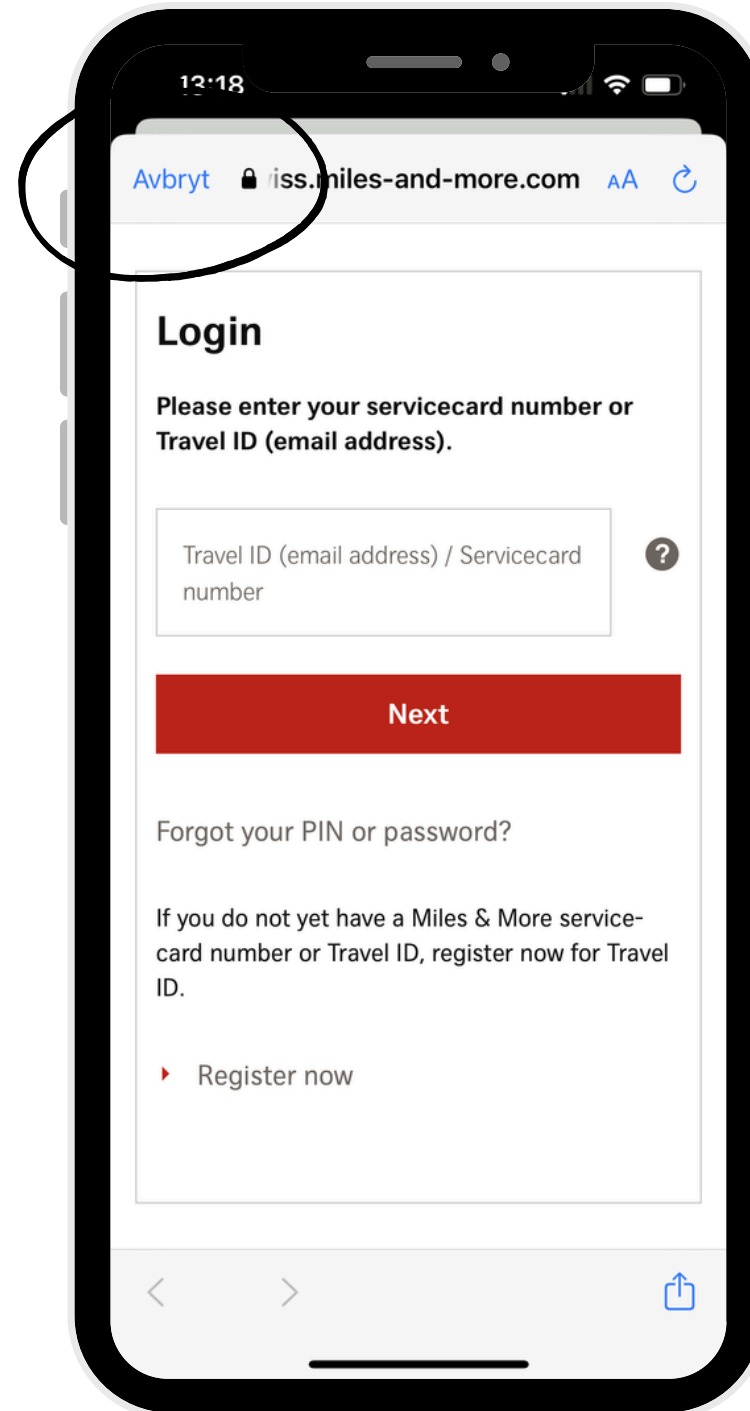 13:18
Avbryt iss.miles-and-more.com AA
Login
Please enter your servicecard number or
Travel ID (email address).
Travel ID (email address) / Servicecard
number
?
Next
Forgot your PIN or password?
If you do not yet have a Miles & More service-
card number or Travel ID, register now for Travel
ID.
Register now